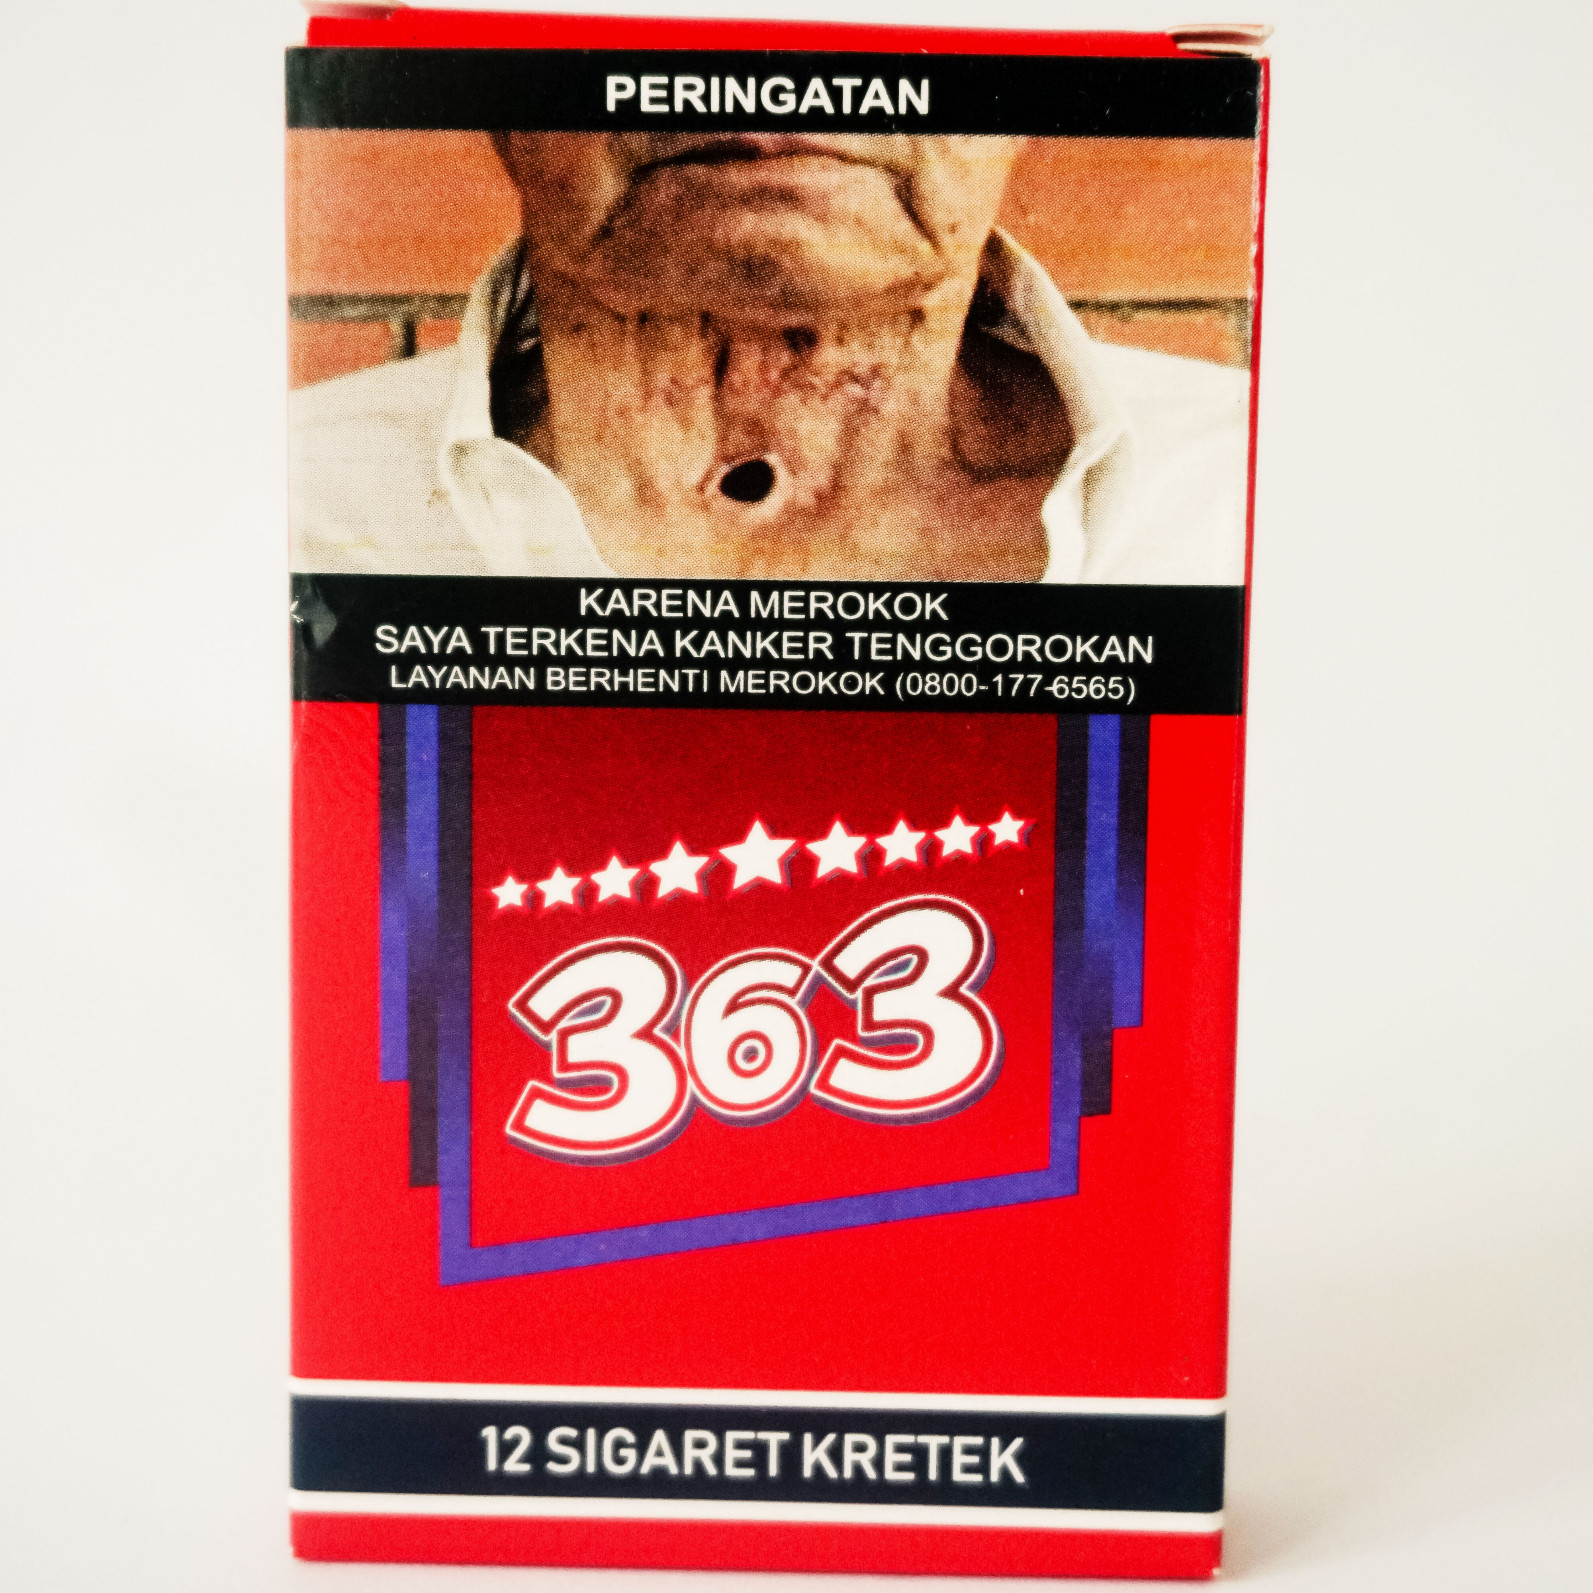 PERINGATAN
KARENA MEROKOK
SAYA TERKENA KANKER TENGGOROKAN
LAYANAN BERHENTI MEROKOK (0800-177-6565)
363
12 SIGARET KRETEK